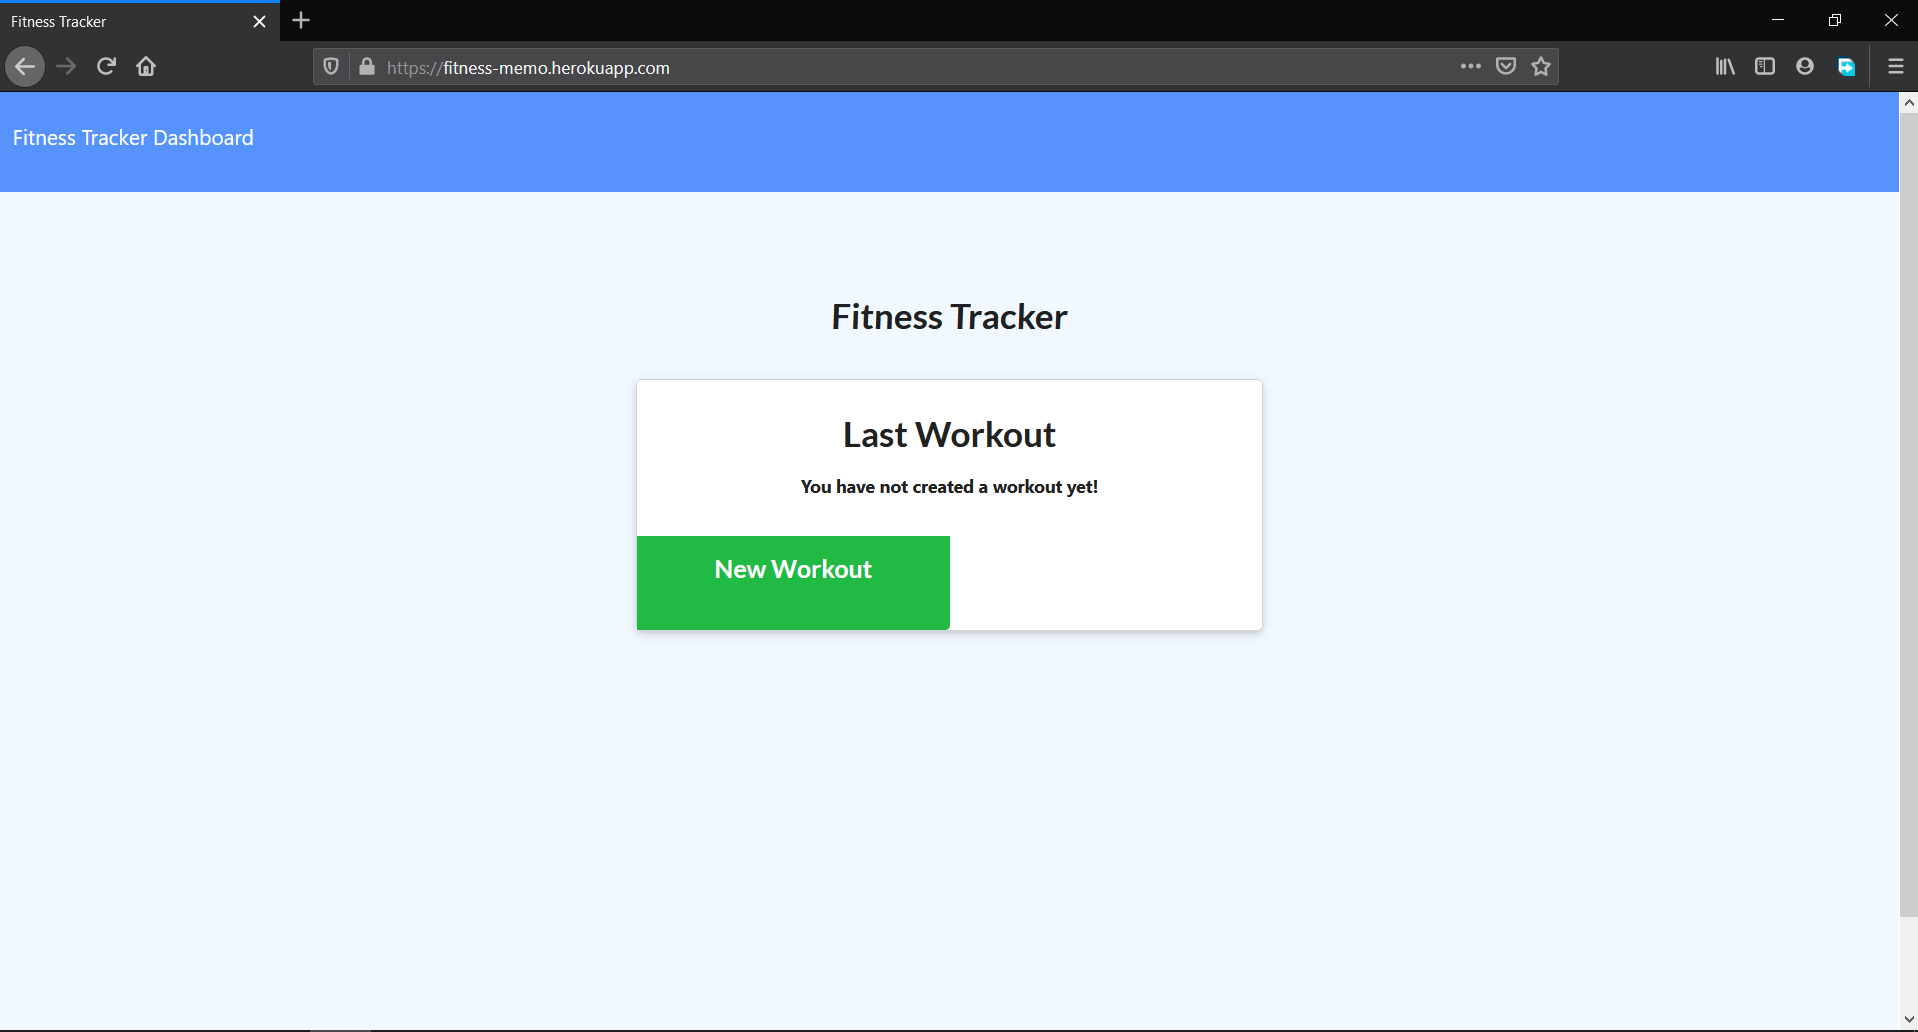 Fitness Tracker
https://fitness-memo.herokuapp.com
Fitness Tracker Dashboard
Fitness Tracker
Last Workout
You have not created a workout yet!
New Workout